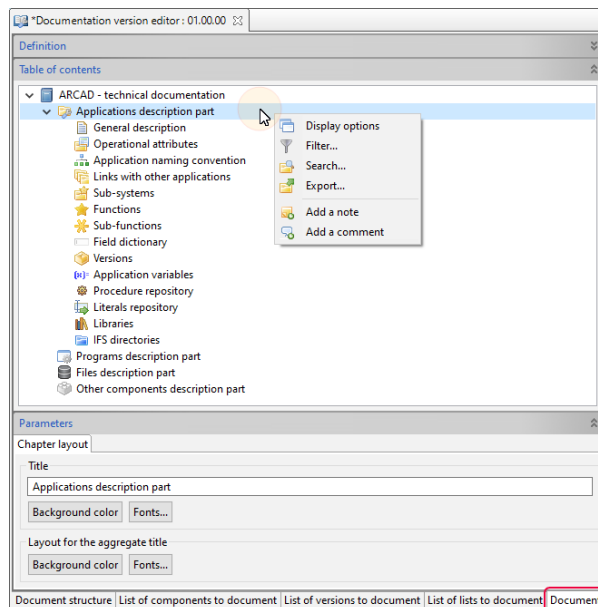 *Documentation version editor : 01.00.00
Definition
Table of contents
ARCAD - technical documentation
Applications description part
General description
Operational attributes
Application naming convention
Links with other applications
Sub-systems
Functions
Sub-functions
Field dictionary
Versions
Application variables
Procedure repository
Literals repository
Libraries
IFS directories
Programs description part
Files description part
Other components description part
Display options
Filter...
Search...
Export...
Add a note
Add a comment
Parameters
Chapter layout
Title
Applications description part
Background color Fonts...
Layout for the aggregate title
Background color Fonts...
Document structure List of components to document List of versions to document List of lists to document Documen